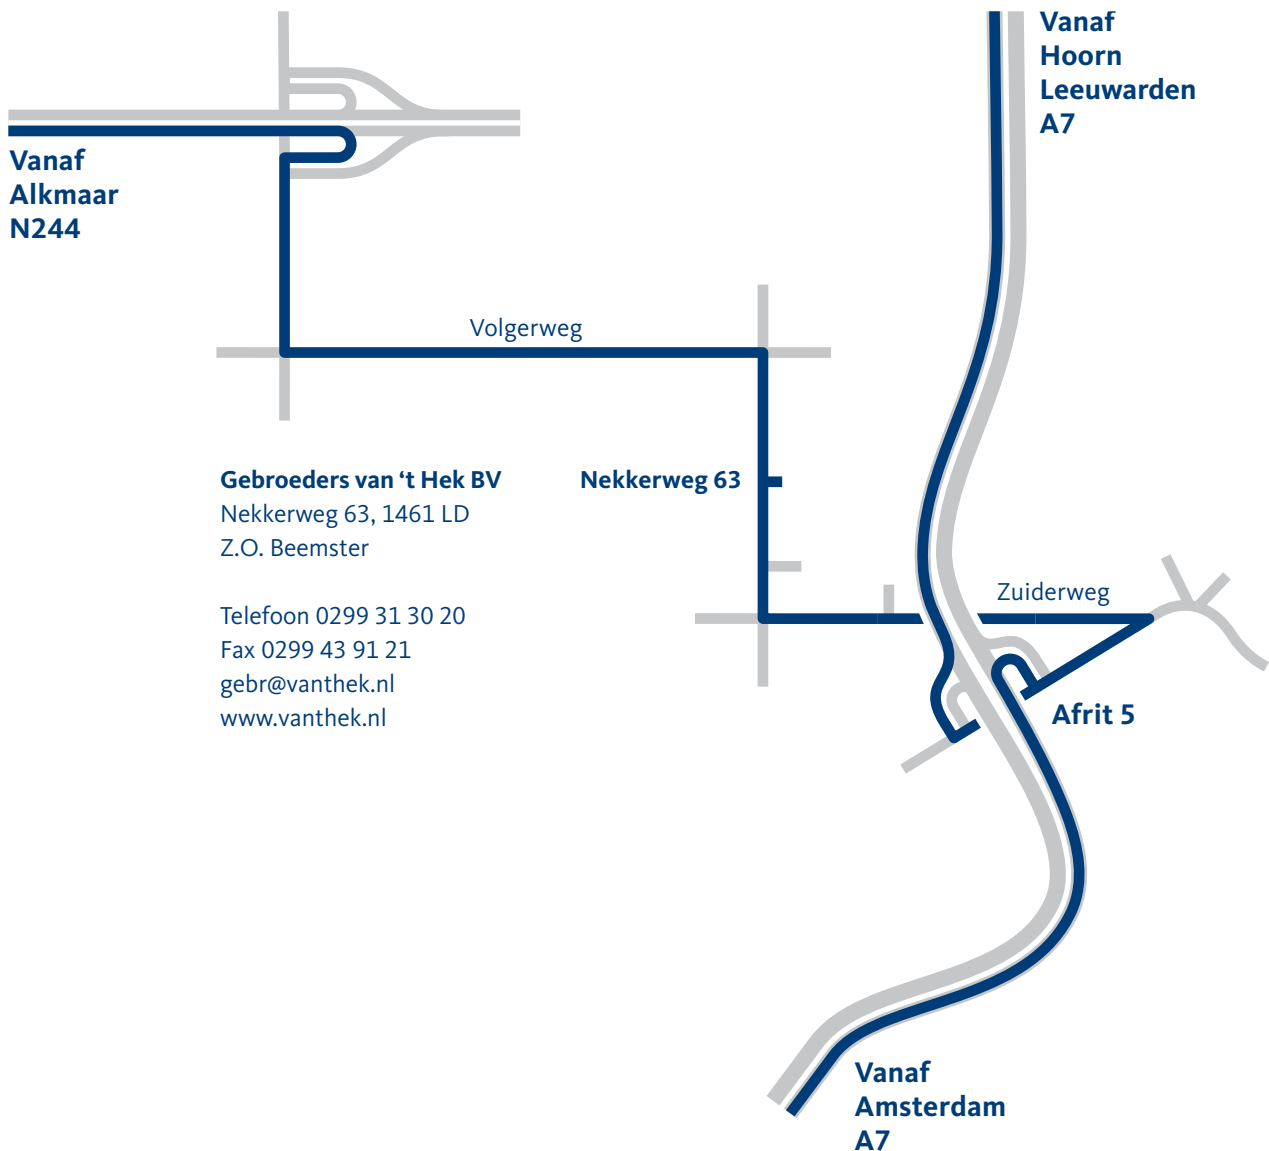 Vanaf
Hoorn
Leeuwarden
A7
Vanaf
Alkmaar
N244
Volgerweg
Gebroeders van ‘t Hek BV
Nekkerweg 63, 1461 LD
Z.O. Beemster
Telefoon 0299 31 30 20
Fax 0299 43 91 21
gebr@vanthek.nl
www.vanthek.nl
Nekkerweg 63
Zuiderweg
Afrit 5
Vanaf
Amsterdam
A7